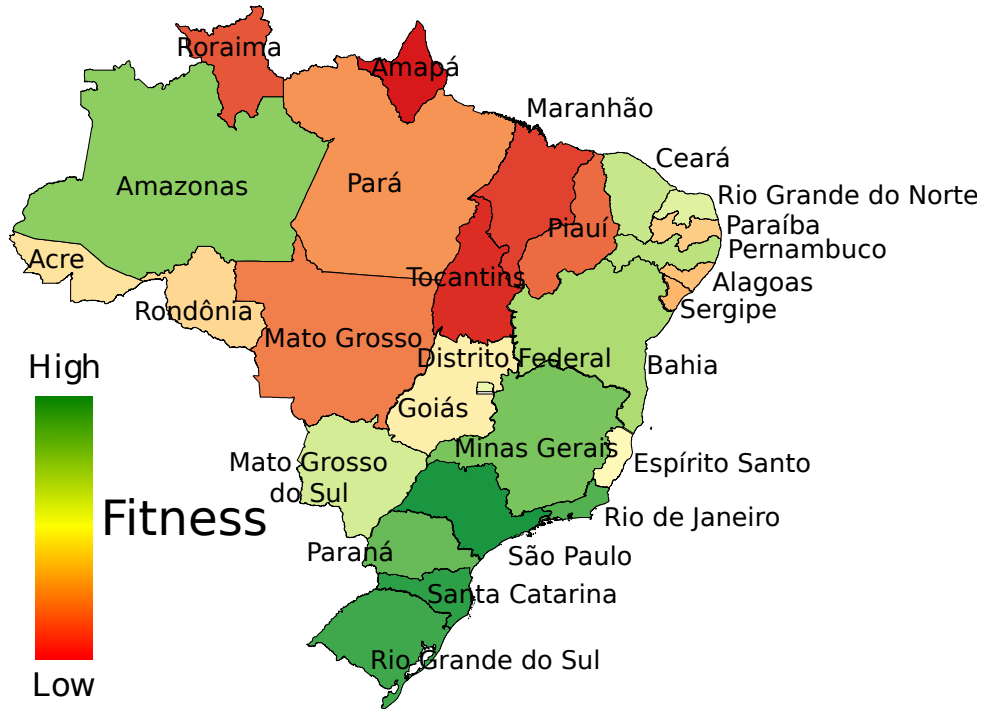 Roraima
Amapá
Maranhão
Ceará
Amazonas
Pará
Rio Grande do Norte
Paraíba
Piauí
Pernambuco
Acre
Tocantins
Alagoas
Rondônia
Sergipe
Mato Grosso
Distrito Federal
Bahia
High
Goiás
Minas Gerais
Mato Grosso
do Sul
Espírito Santo
Fitness
Rio de Janeiro
Paraná
São Paulo
Santa Catarina
Rio Grande do Sul
Low